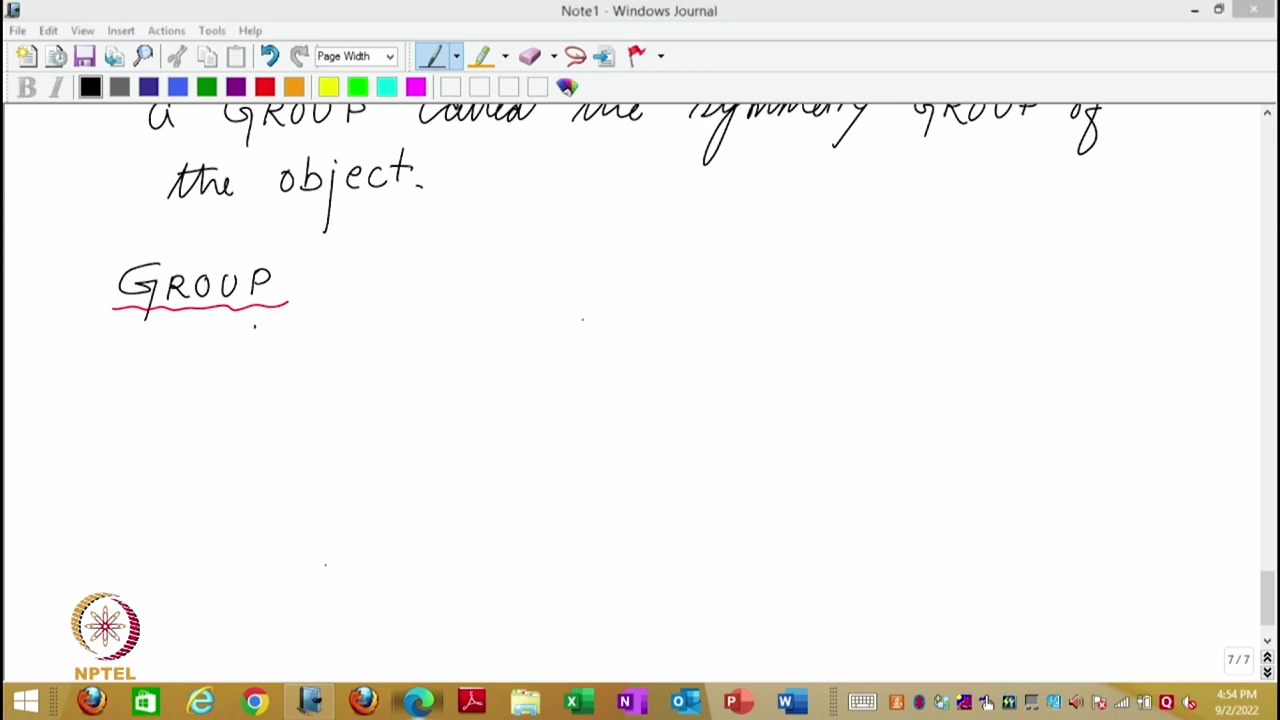 Note1 - Windows Journal
File Edit View Insert Actions Tools Help
Page Width
B I
a GROUP called the symmetry GROUP of
the object.
GROUP
NPTEL
7/7
4:54 PM
9/2/2022